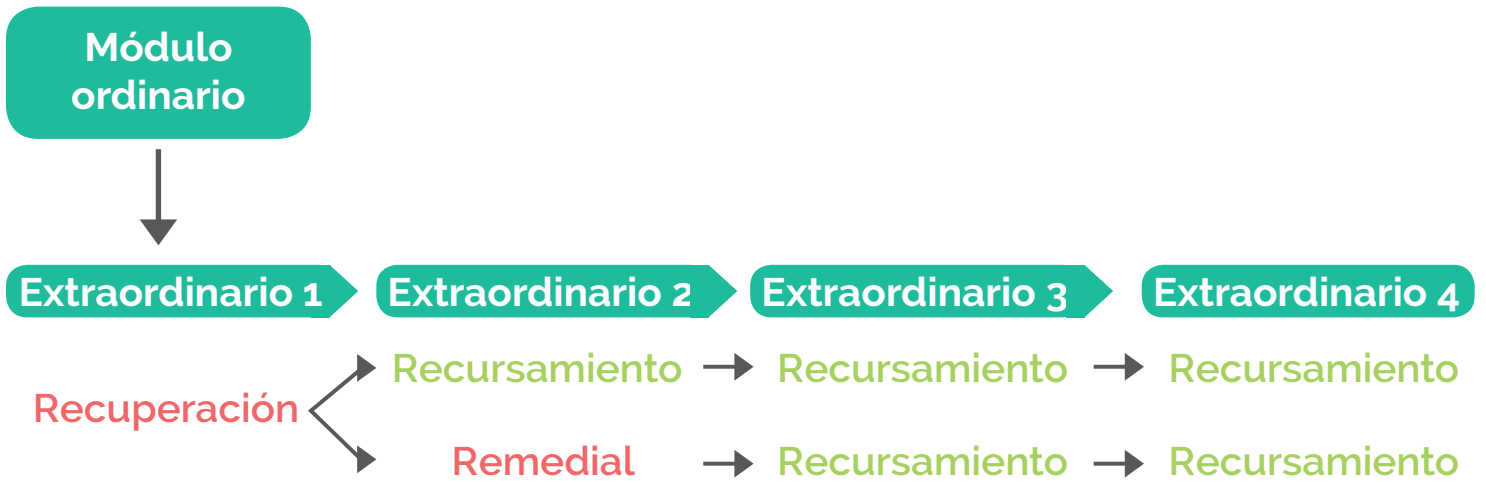 Módulo
ordinario
Extraordinario 1
Extraordinario 2
Extraordinario 3
Extraordinario 4
Recursamiento
Recursamiento
Recursamiento
Recuperación
Remedial
Recursamiento
Recursamiento